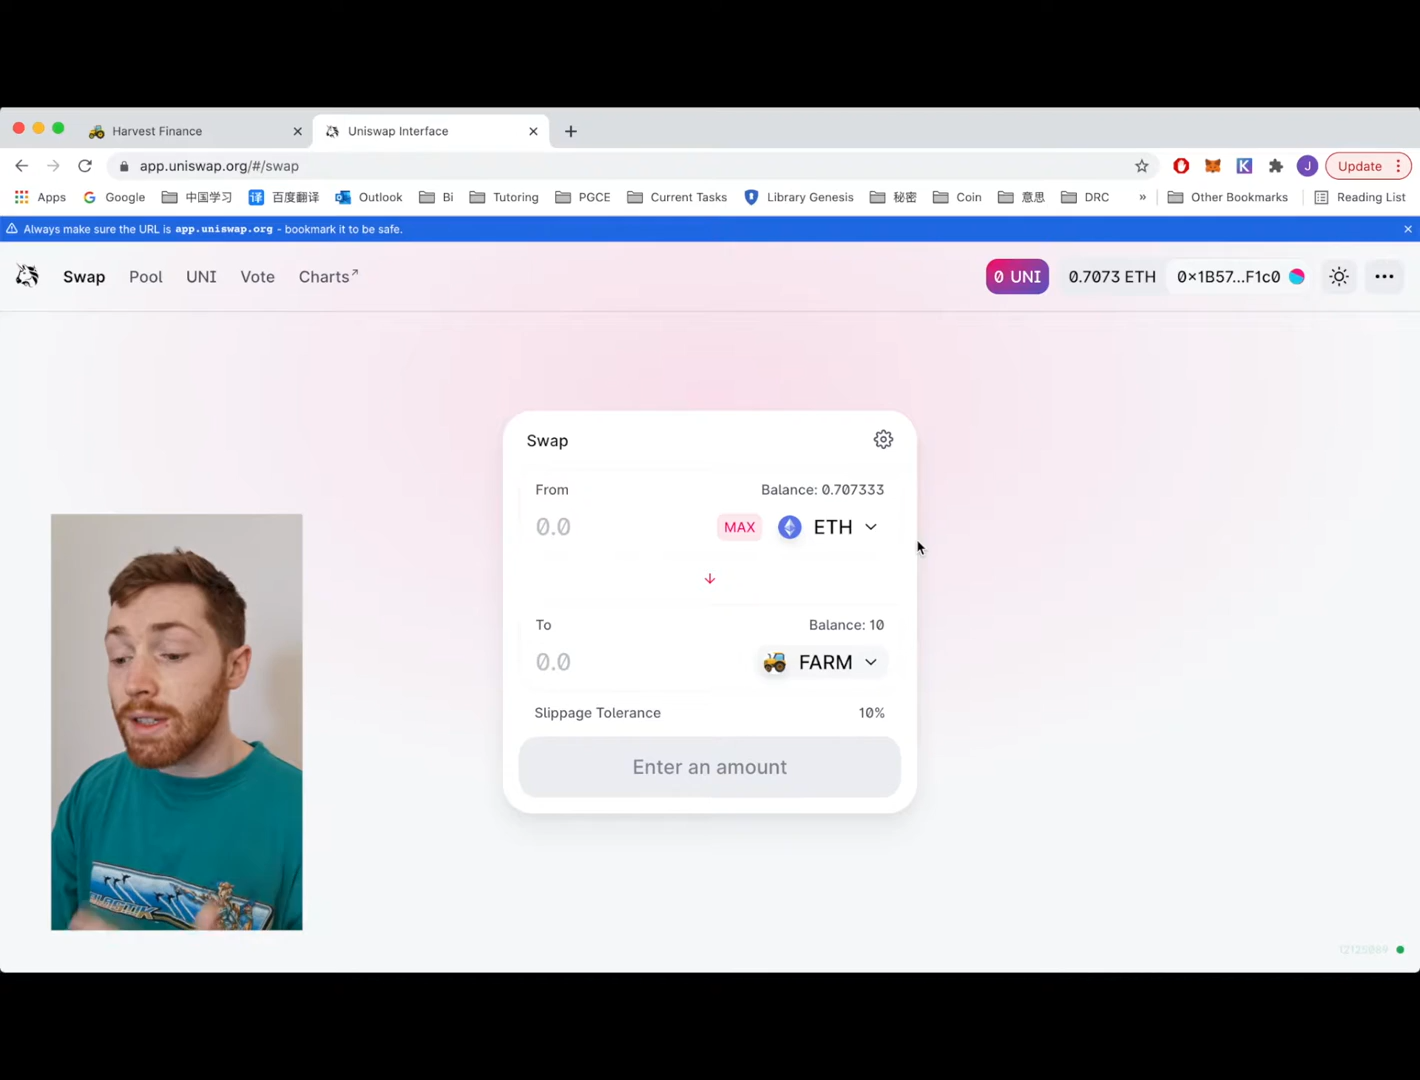 Harvest Finance
Uniswap Interface
app.uniswap.org/#/swap
Update
Apps
Google
中国学习
译
百度翻译
Outlook
Bi
Tutoring
PGCE
Current Tasks
Library Genesis
秘密
Coin
意思
DRC
»
Other Bookmarks
Reading List
Always make sure the URL is app.uniswap.org - bookmark it to be safe.
Swap
Pool
UNI
Vote
Charts↗
0 UNI
0.7073 ETH
0×1B57...F1c0
Swap
From
Balance: 0.707333
0.0
MAX
ETH
To
Balance: 10
0.0
FARM
Slippage Tolerance
10%
Enter an amount
12125089